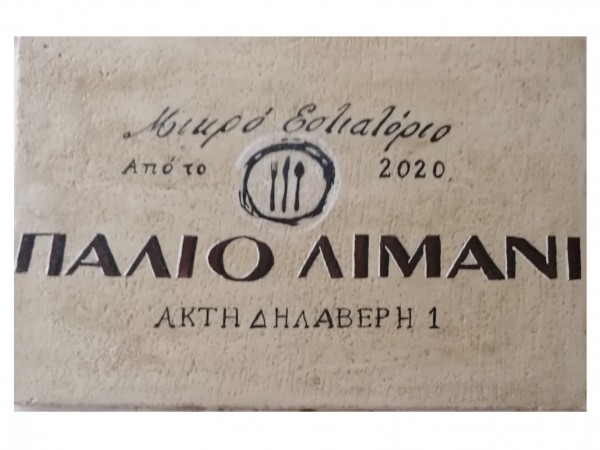 Μικρό Εστιατόριο
Από το 2020
ΠΑΛΙΟ ΛΙΜΑΝΙ
ΑΚΤΗ ΔΗΛΑΒΕΡΗ 1